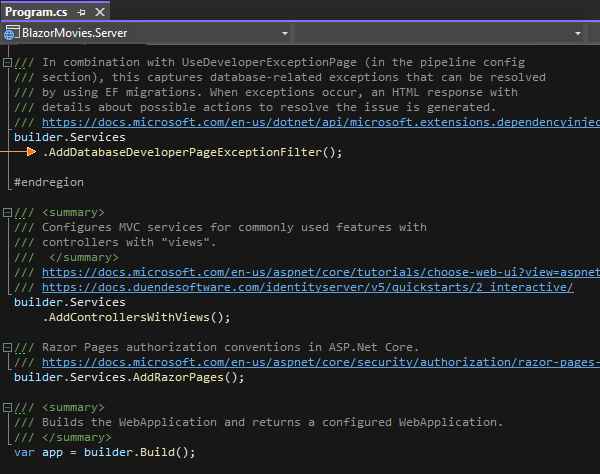 Program.cs
BlazorMovies.Server
/// In combination with UseDeveloperExceptionPage (in the pipeline config
/// section), this captures database-related exceptions that can be resolved
/// by using EF migrations. When exceptions occur, an HTML response with
/// details about possible actions to resolve the issue is generated.
/// https://docs.microsoft.com/en-us/dotnet/api/microsoft.extensions.dependencyinjec
builder.Services
.AddDatabaseDeveloperPageExceptionFilter();
#endregion
/// <summary>
/// Configures MVC services for commonly used features with
/// controllers with "views".
///  </summary>
/// https://docs.microsoft.com/en-us/aspnet/core/tutorials/choose-web-ui?view=aspnet
/// https://docs.duendesoftware.com/identityserver/v5/quickstarts/2_interactive/
builder.Services
.AddControllersWithViews();
/// Razor Pages authorization conventions in ASP.Net Core.
/// https://docs.microsoft.com/en-us/aspnet/core/security/authorization/razor-pages-
builder.Services.AddRazorPages();
/// <summary>
/// Builds the WebApplication and returns a configured WebApplication.
/// </summary>
var app = builder.Build();